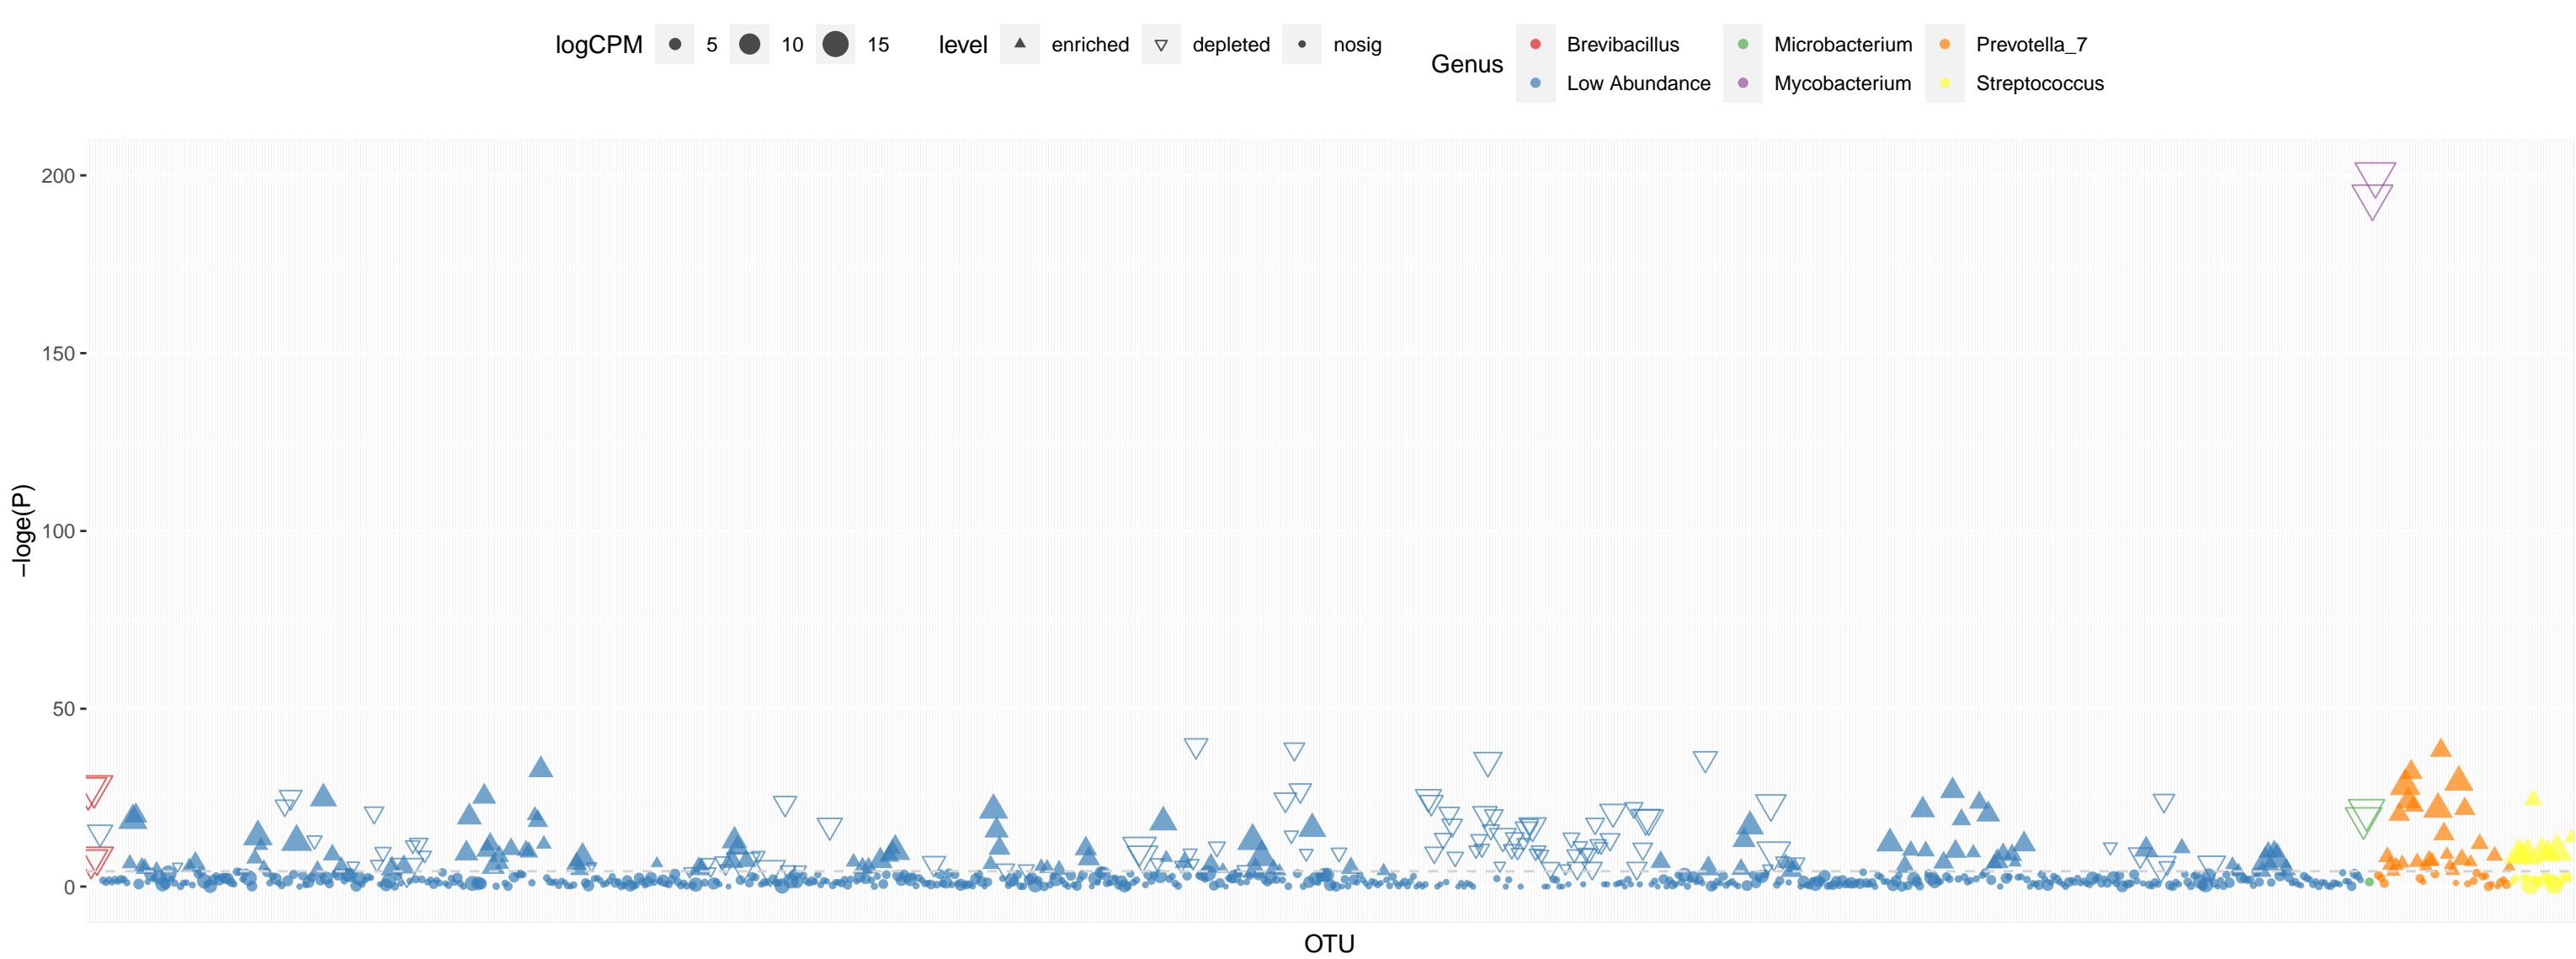 logCPM 5 10 15 level enriched depleted nosig
Genus
Brevibacillus Microbacterium Prevotella_7
Low Abundance Mycobacterium Streptococcus
200
150
100
50
0
−loge(P)
OTU